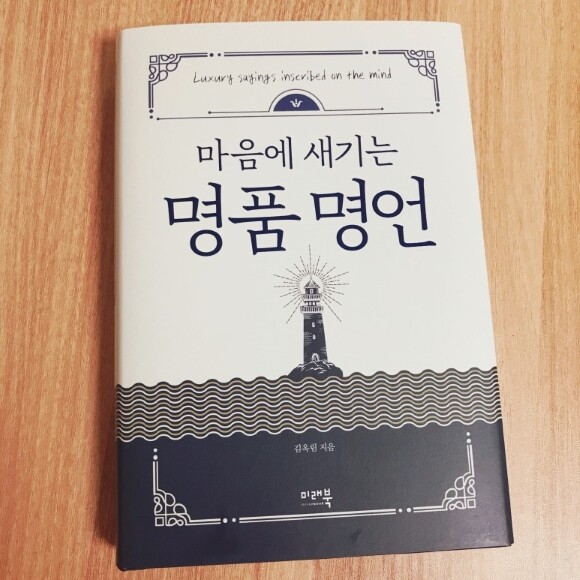 Luxury sayings inscribed on the mind
마음에 새기는
명품 명언
김옥림 지음
미래북